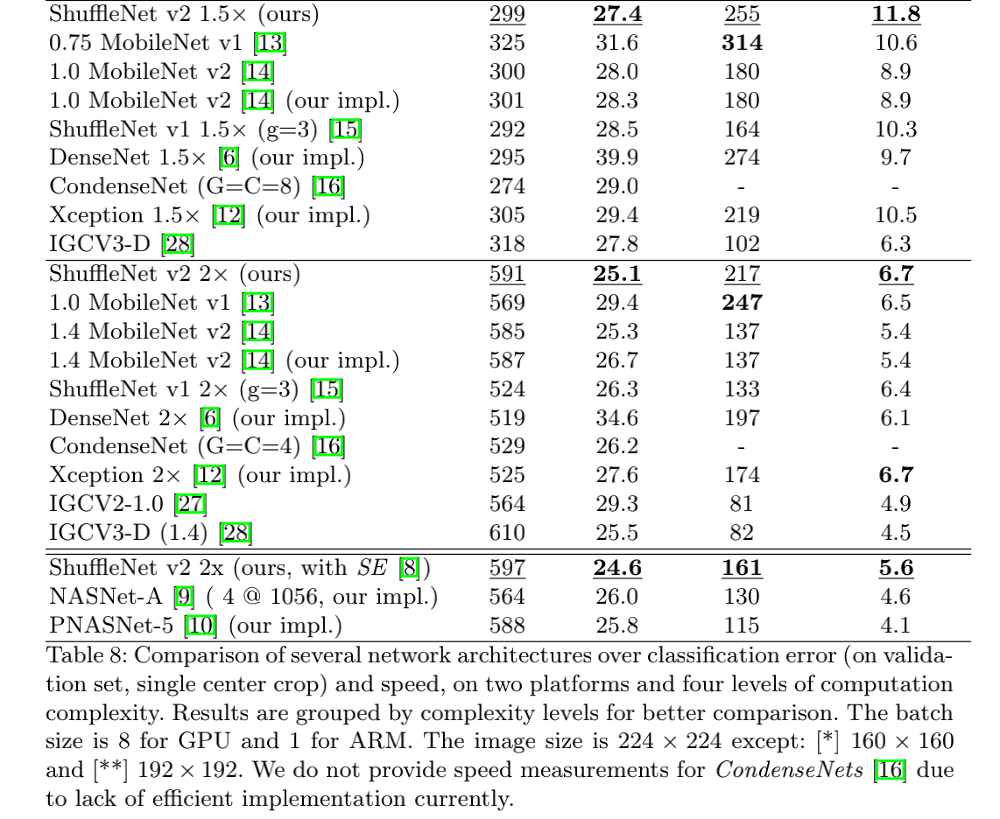 ShuffleNet v2 1.5× (ours) 299 27.4 255 11.8
0.75 MobileNet v1 [13] 325 31.6 314 10.6
1.0 MobileNet v2 [14] 300 28.0 180 8.9
1.0 MobileNet v2 [14] (our impl.) 301 28.3 180 8.9
ShuffleNet v1 1.5× (g=3) [15] 292 28.5 164 10.3
DenseNet 1.5× [6] (our impl.) 295 39.9 274 9.7
CondenseNet (G=C=8) [16] 274 29.0 - -
Xception 1.5× [12] (our impl.) 305 29.4 219 10.5
IGCV3-D [28] 318 27.8 102 6.3
ShuffleNet v2 2× (ours) 591 25.1 217 6.7
1.0 MobileNet v1 [13] 569 29.4 247 6.5
1.4 MobileNet v2 [14] 585 25.3 137 5.4
1.4 MobileNet v2 [14] (our impl.) 587 26.7 137 5.4
ShuffleNet v1 2× (g=3) [15] 524 26.3 133 6.4
DenseNet 2× [6] (our impl.) 519 34.6 197 6.1
CondenseNet (G=C=4) [16] 529 26.2 - -
Xception 2× [12] (our impl.) 525 27.6 174 6.7
IGCV2-1.0 [27] 564 29.3 81 4.9
IGCV3-D (1.4) [28] 610 25.5 82 4.5
ShuffleNet v2 2x (ours, with SE [8]) 597 24.6 161 5.6
NASNet-A [9] ( 4 @ 1056, our impl.) 564 26.0 130 4.6
PNASNet-5 [10] (our impl.) 588 25.8 115 4.1
Table 8: Comparison of several network architectures over classification error (on valida-
tion set, single center crop) and speed, on two platforms and four levels of computation
complexity. Results are grouped by complexity levels for better comparison. The batch
size is 8 for GPU and 1 for ARM. The image size is 224 × 224 except: [*] 160 × 160
and [**] 192 × 192. We do not provide speed measurements for CondenseNets [16] due
to lack of efficient implementation currently.